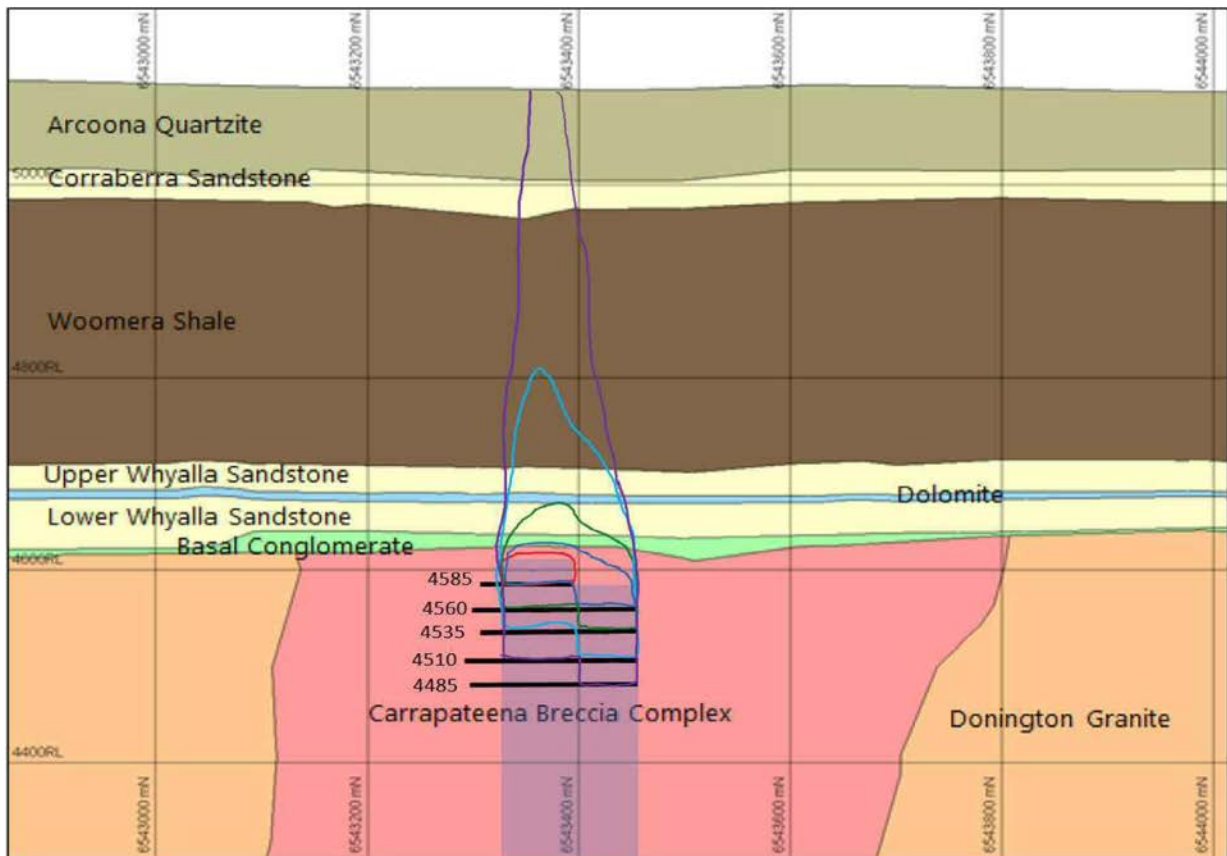 6543000 mN
6543200 mN
6543400 mN
6543600 mN
6543800 mN
6544000 mN
Arcoona Quartzite
5000RL
Corraberra Sandstone
Woomera Shale
4800RL
Upper Whyalla Sandstone
Dolomite
Lower Whyalla Sandstone
Basal Conglomerate
4600RL
4585
4560
4535
4510
4485
Carrapateena Breccia Complex
Donington Granite
4400RL
6543000 mN
6543200 mN
6543400 mN
6543600 mN
6543800 mN
6544000 mN